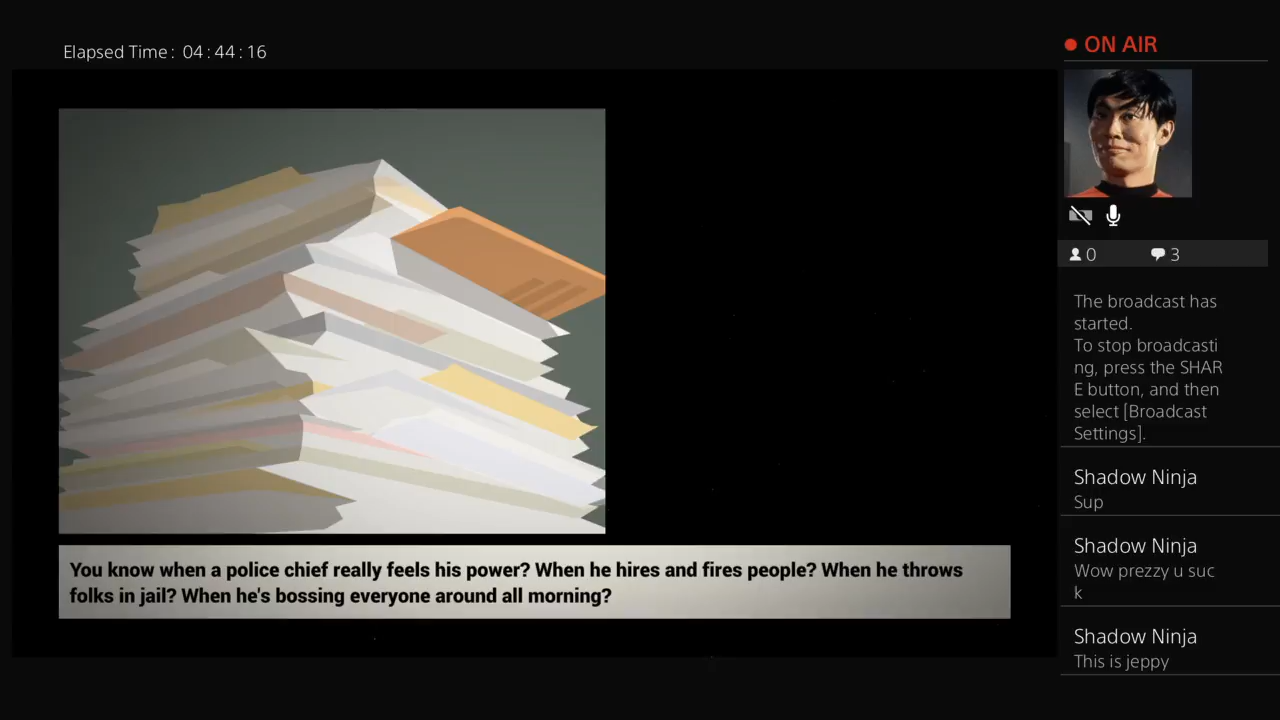 Elapsed Time: 04:44:16
ON AIR
0 3
The broadcast has
started.
To stop broadcasti
ng, press the SHAR
E button, and then
select [Broadcast
Settings].
Shadow Ninja
Sup
Shadow Ninja
Wow prezzy u suc
k
Shadow Ninja
This is jeppy
You know when a police chief really feels his power? When he hires and fires people? When he throws
folks in jail? When he's bossing everyone around all morning?